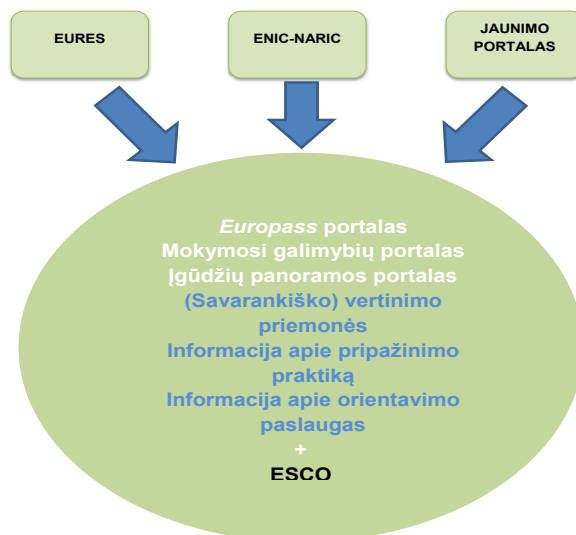 EURES
ENIC-NARIC
JAUNIMO
PORTALAS
Europass portalas
Mokymosi galimybių portalas
Įgūdžių panoramos portalas
(Savarankiško) vertinimo
priemonės
Informacija apie pripažinimo
praktiką
Informacija apie orientavimo
paslaugas
+
ESCO